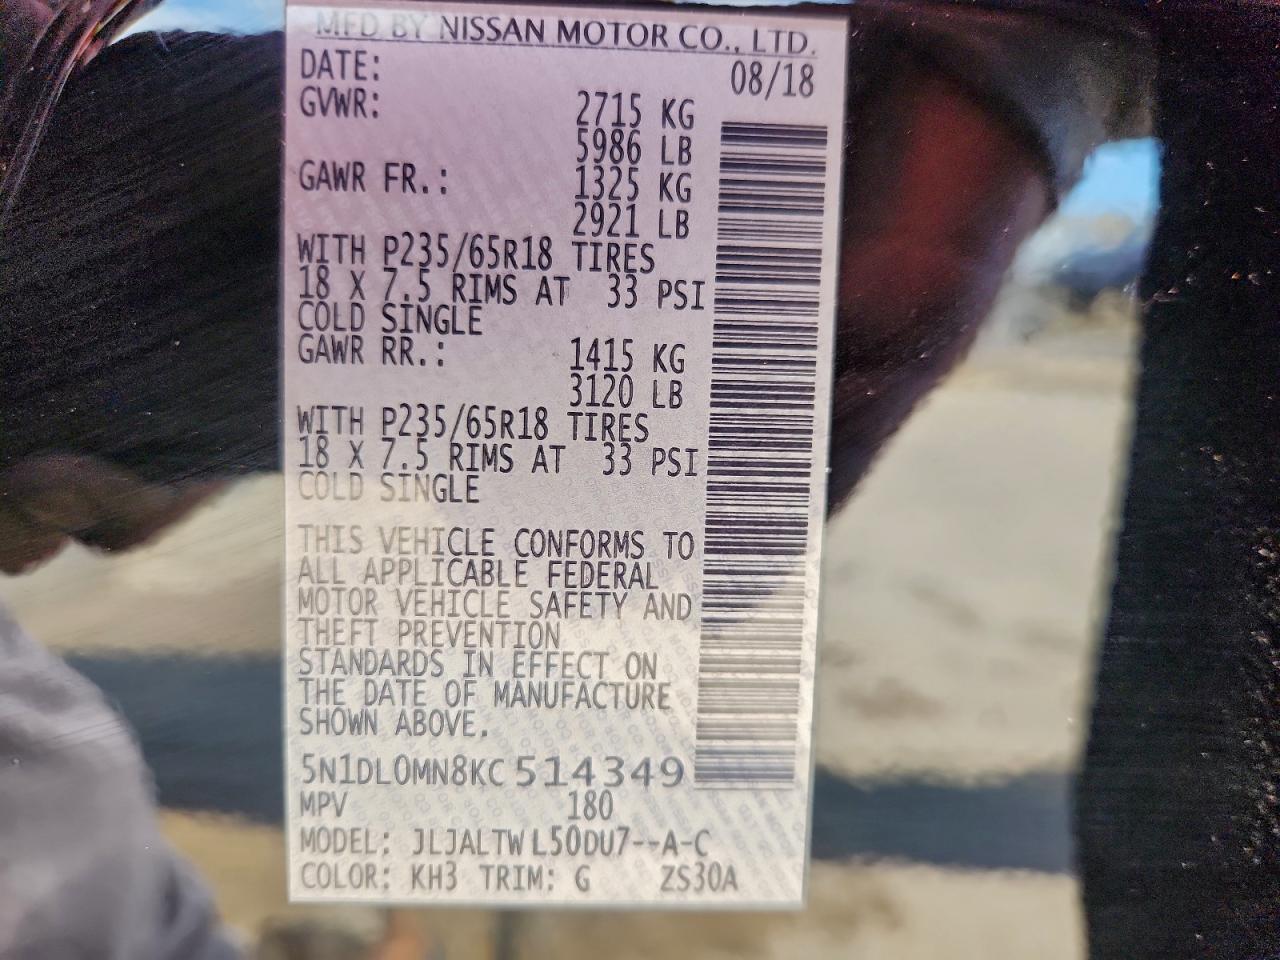 MFD BY NISSAN MOTOR CO., LTD.
DATE: 08/18
GVWR: 2715 KG
5986 LB
GAWR FR.: 1325 KG
2921 LB
WITH P235/65R18 TIRES
18 X 7.5 RIMS AT 33 PSI
COLD SINGLE
GAWR RR.: 1415 KG
3120 LB
WITH P235/65R18 TIRES
18 X 7.5 RIMS AT 33 PSI
COLD SINGLE
THIS VEHICLE CONFORMS TO
ALL APPLICABLE FEDERAL
MOTOR VEHICLE SAFETY AND
THEFT PREVENTION
STANDARDS IN EFFECT ON
THE DATE OF MANUFACTURE
SHOWN ABOVE.
5N1DL0MN8KC514349
MPV 180
MODEL: JLJALTWL50DU7--A-C
COLOR: KH3 TRIM: G ZS30A